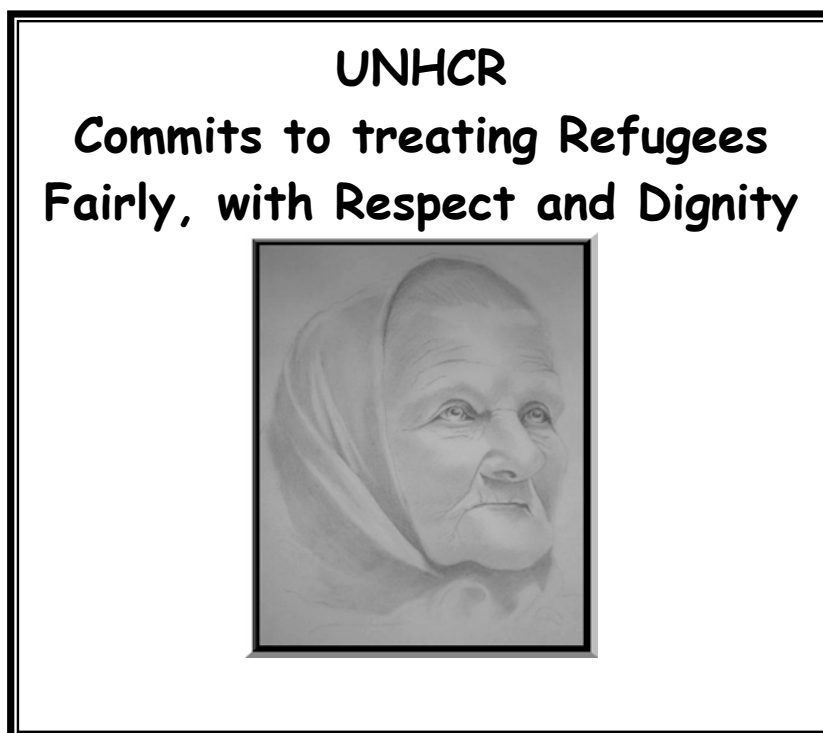 UNHCR
Commits to treating Refugees
Fairly, with Respect and Dignity